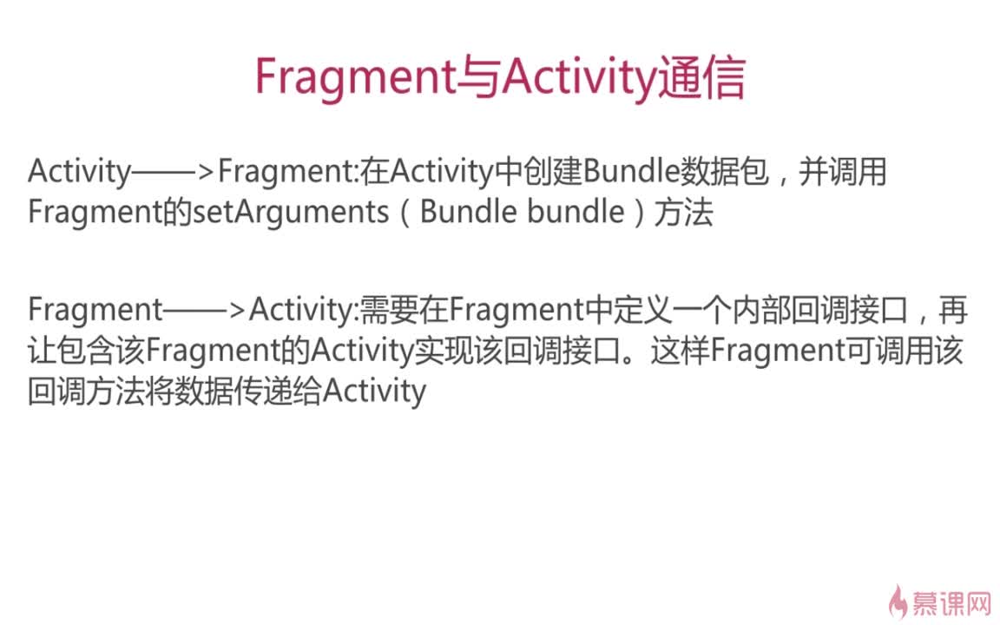 Fragment与Activity通信
Activity——>Fragment:在Activity中创建Bundle数据包，并调用
Fragment的setArguments（Bundle bundle）方法
Fragment——>Activity:需要在Fragment中定义一个内部回调接口，再
让包含该Fragment的Activity实现该回调接口。这样Fragment可调用该
回调方法将数据传递给Activity
慕课网